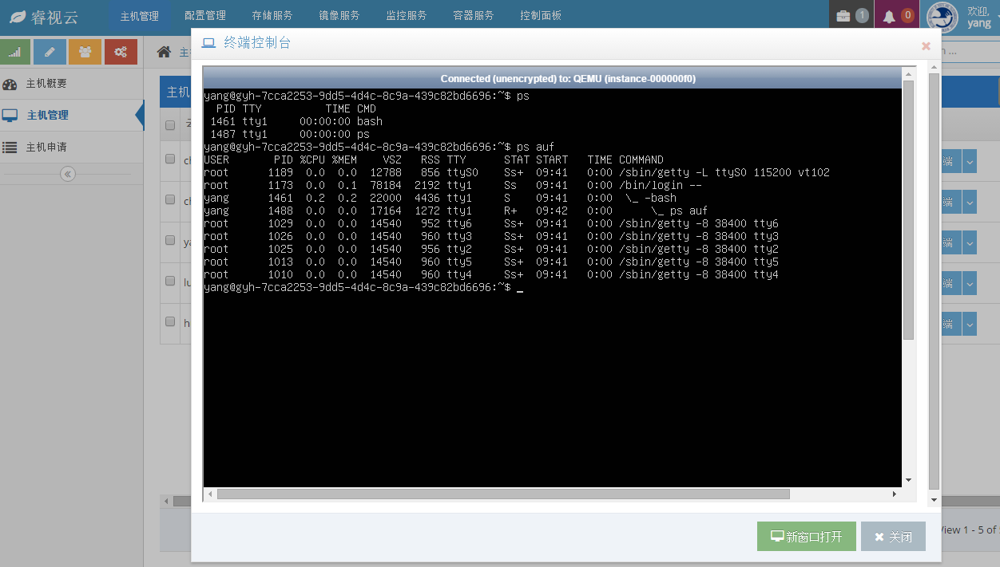 睿视云
主机管理 配置管理 存储服务 镜像服务 监控服务 容器服务 控制面板
1 0 欢迎, yang
主机概要
主机管理
主机申请
主
主机
终端控制台
Connected (unencrypted) to: QEMU (instance-000000f0)
yang@gyh-7cca2253-9dd5-4d4c-8c9a-439c82bd6696:~$ ps
  PID TTY          TIME CMD
 1461 tty1     00:00:00 bash
 1487 tty1     00:00:00 ps
yang@gyh-7cca2253-9dd5-4d4c-8c9a-439c82bd6696:~$ ps auf
USER       PID %CPU %MEM    VSZ   RSS TTY      STAT START   TIME COMMAND
root      1189  0.0  0.0  12788   856 ttyS0    Ss+  09:41   0:00 /sbin/getty -L ttyS0 115200 vt102
root      1173  0.0  0.1  78184  2192 tty1     Ss   09:41   0:00 /bin/login --
yang      1461  0.2  0.2  22000  4436 tty1     S    09:41   0:00  \_ -bash
yang      1488  0.0  0.0  17164  1272 tty1     R+   09:42   0:00      \_ ps auf
root      1029  0.0  0.0  14540   952 tty6     Ss+  09:41   0:00 /sbin/getty -8 38400 tty6
root      1026  0.0  0.0  14540   960 tty3     Ss+  09:41   0:00 /sbin/getty -8 38400 tty3
root      1025  0.0  0.0  14540   956 tty2     Ss+  09:41   0:00 /sbin/getty -8 38400 tty2
root      1013  0.0  0.0  14540   960 tty5     Ss+  09:41   0:00 /sbin/getty -8 38400 tty5
root      1010  0.0  0.0  14540   960 tty4     Ss+  09:41   0:00 /sbin/getty -8 38400 tty4
yang@gyh-7cca2253-9dd5-4d4c-8c9a-439c82bd6696:~$ _
端
端
端
端
端
新窗口打开 关闭
View 1 - 5 of